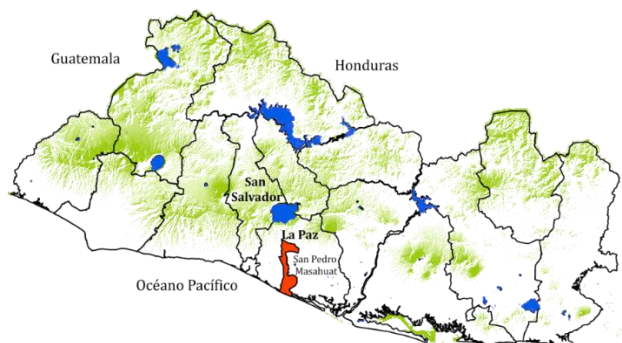 Guatemala
Honduras
San
Salvador
La Paz
San Pedro
Masahuat
Océano Pacífico